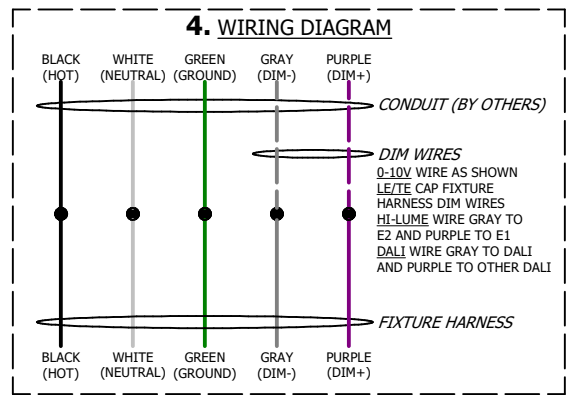 4. WIRING DIAGRAM
BLACK WHITE GREEN GRAY PURPLE
(HOT) (NEUTRAL) (GROUND) (DIM-) (DIM+)
CONDUIT (BY OTHERS)
DIM WIRES
0-10V WIRE AS SHOWN
LE/TE CAP FIXTURE
HARNESS DIM WIRES
HI-LUME WIRE GRAY TO
E2 AND PURPLE TO E1
DALI WIRE GRAY TO DALI
AND PURPLE TO OTHER DALI
FIXTURE HARNESS
BLACK WHITE GREEN GRAY PURPLE
(HOT) (NEUTRAL) (GROUND) (DIM-) (DIM+)